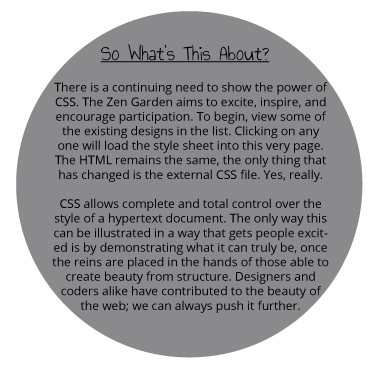 So What's This About?
There is a continuing need to show the power of
CSS. The Zen Garden aims to excite, inspire, and
encourage participation. To begin, view some of
the existing designs in the list. Clicking on any
one will load the style sheet into this very page.
The HTML remains the same, the only thing that
has changed is the external CSS file. Yes, really.
CSS allows complete and total control over the
style of a hypertext document. The only way this
can be illustrated in a way that gets people excit-
ed is by demonstrating what it can truly be, once
the reins are placed in the hands of those able to
create beauty from structure. Designers and
coders alike have contributed to the beauty of
the web; we can always push it further.